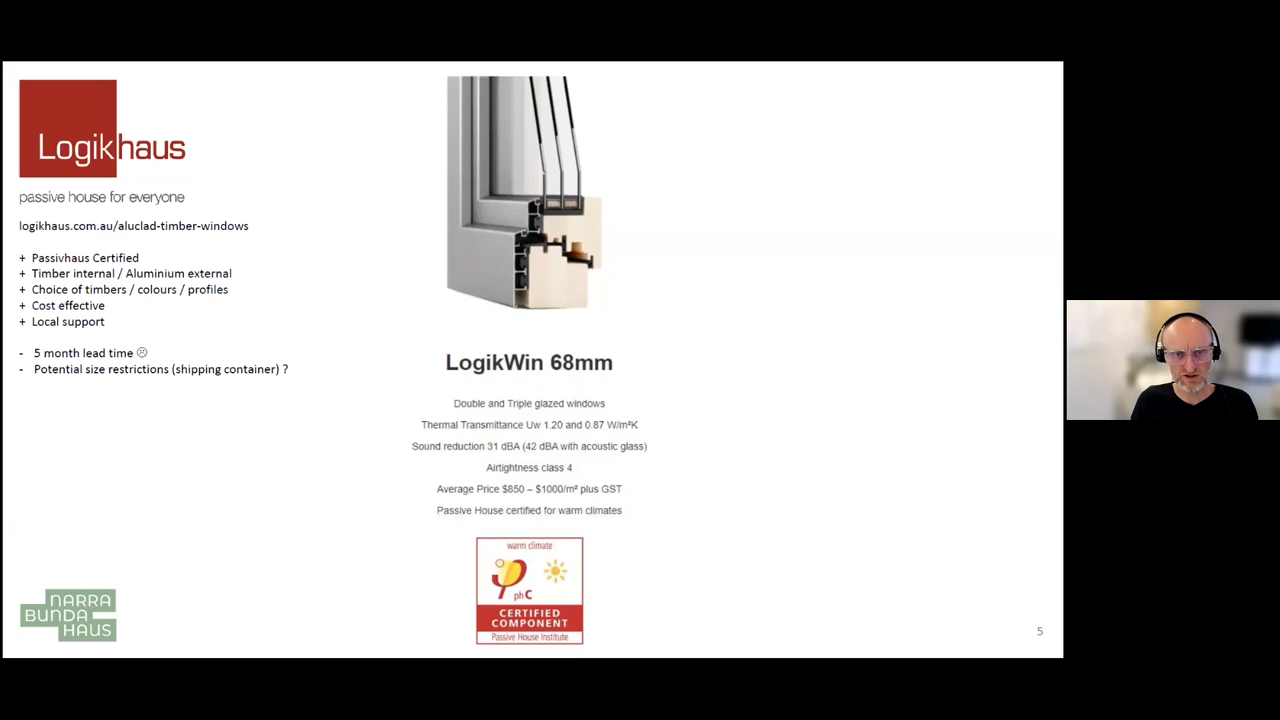 Logikhaus
passive house for everyone
logikhaus.com.au/aluclad-timber-windows
+ Passivhaus Certified
+ Timber internal / Aluminium external
+ Choice of timbers / colours / profiles
+ Cost effective
+ Local support
- 5 month lead time ☹
- Potential size restrictions (shipping container) ?
LogikWin 68mm
Double and Triple glazed windows
Thermal Transmittance Uw 1.20 and 0.87 W/m²K
Sound reduction 31 dBA (42 dBA with acoustic glass)
Airtightness class 4
Average Price $850 – $1000/m² plus GST
Passive House certified for warm climates
warm climate
phC
CERTIFIED
COMPONENT
Passive House Institute
NARRA
BUNDA
HAUS
5